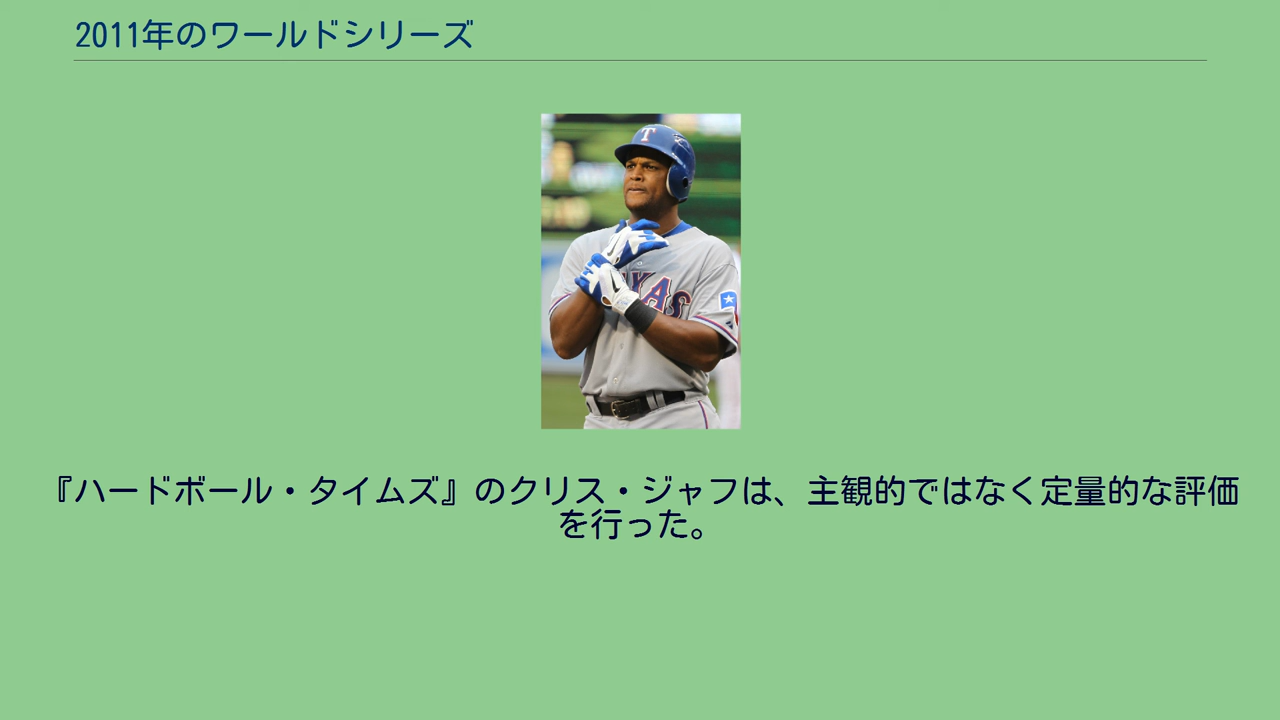 2011年のワールドシリーズ
T
TEXAS
『ハードボール・タイムズ』のクリス・ジャフは、主観的ではなく定量的な評価
を行った。